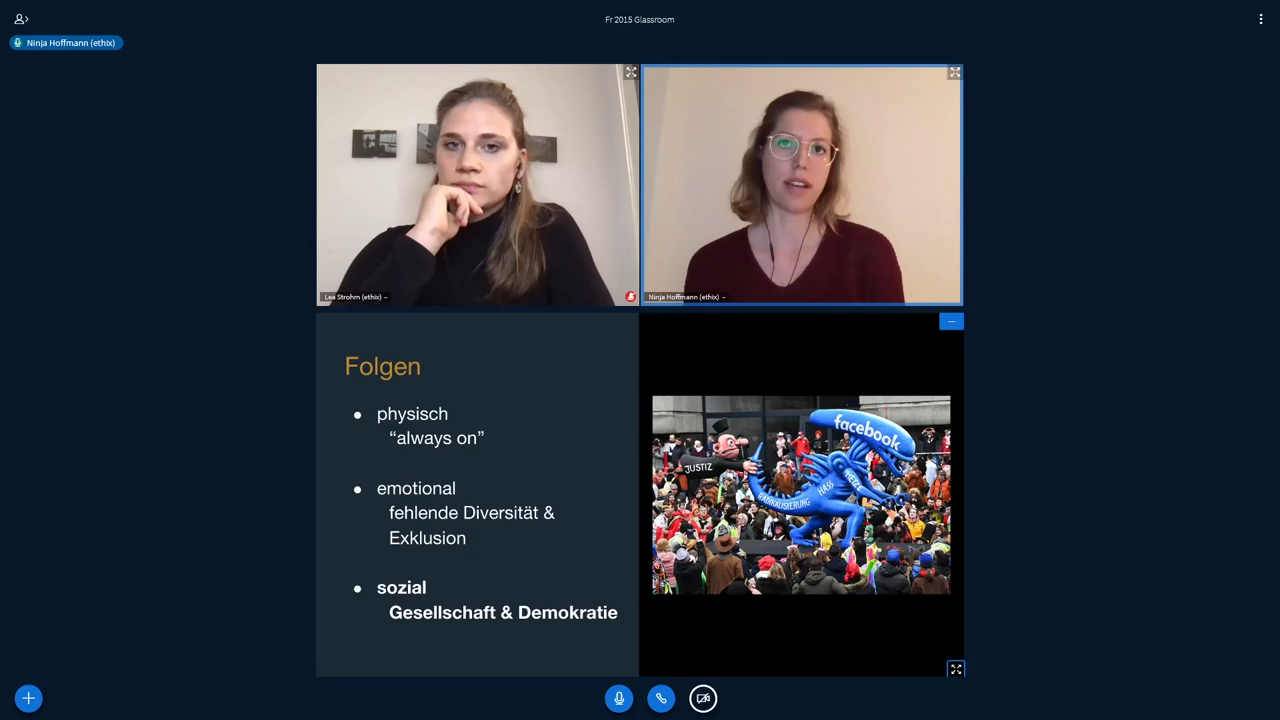 Fr 2015 Glassroom
Ninja Hoffmann (ethix)
Lea Strohm (ethix)
Ninja Hoffmann (ethix)
Folgen
• physisch
“always on”
• emotional
fehlende Diversität &
Exklusion
• sozial
Gesellschaft & Demokratie
facebook
JUSTIZ
RADIKALISIERUNG
HASS
HETZE